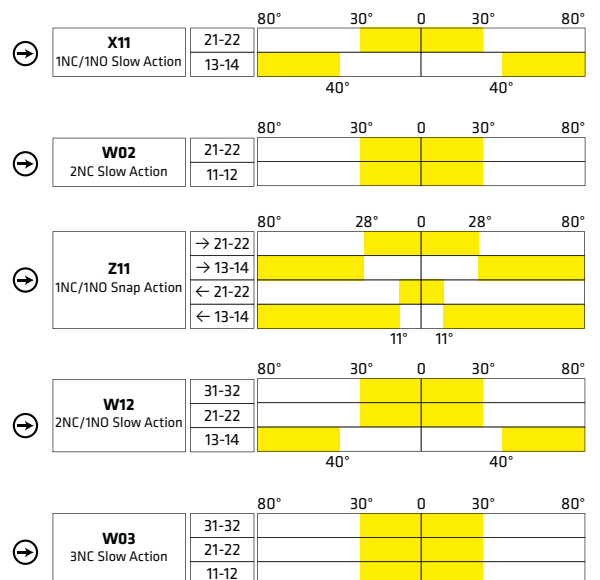 80° 30° 0 30° 80°
X11
1NC/1NO Slow Action
21-22
13-14
40° 40°
80° 30° 0 30° 80°
W02
2NC Slow Action
21-22
11-12
80° 28° 0 28° 80°
Z11
1NC/1NO Snap Action
→ 21-22
→ 13-14
← 21-22
← 13-14
11° 11°
80° 30° 0 30° 80°
W12
2NC/1NO Slow Action
31-32
21-22
13-14
40° 40°
80° 30° 0 30° 80°
W03
3NC Slow Action
31-32
21-22
11-12